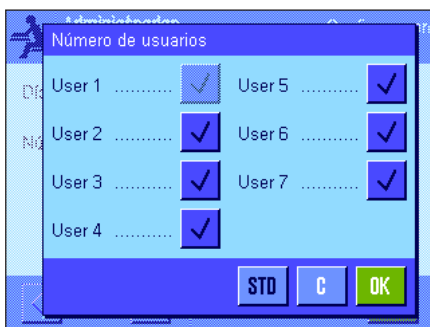 Administrador
Número de usuarios
User 1 ...........
User 5 ...........
User 2 ...........
User 6 ...........
User 3 ...........
User 7 ...........
User 4 ...........
STD
C
OK